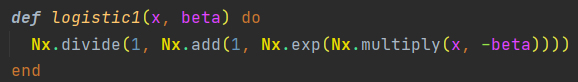 def logistic1(x, beta) do
  Nx.divide(1, Nx.add(1, Nx.exp(Nx.multiply(x, -beta))))
end